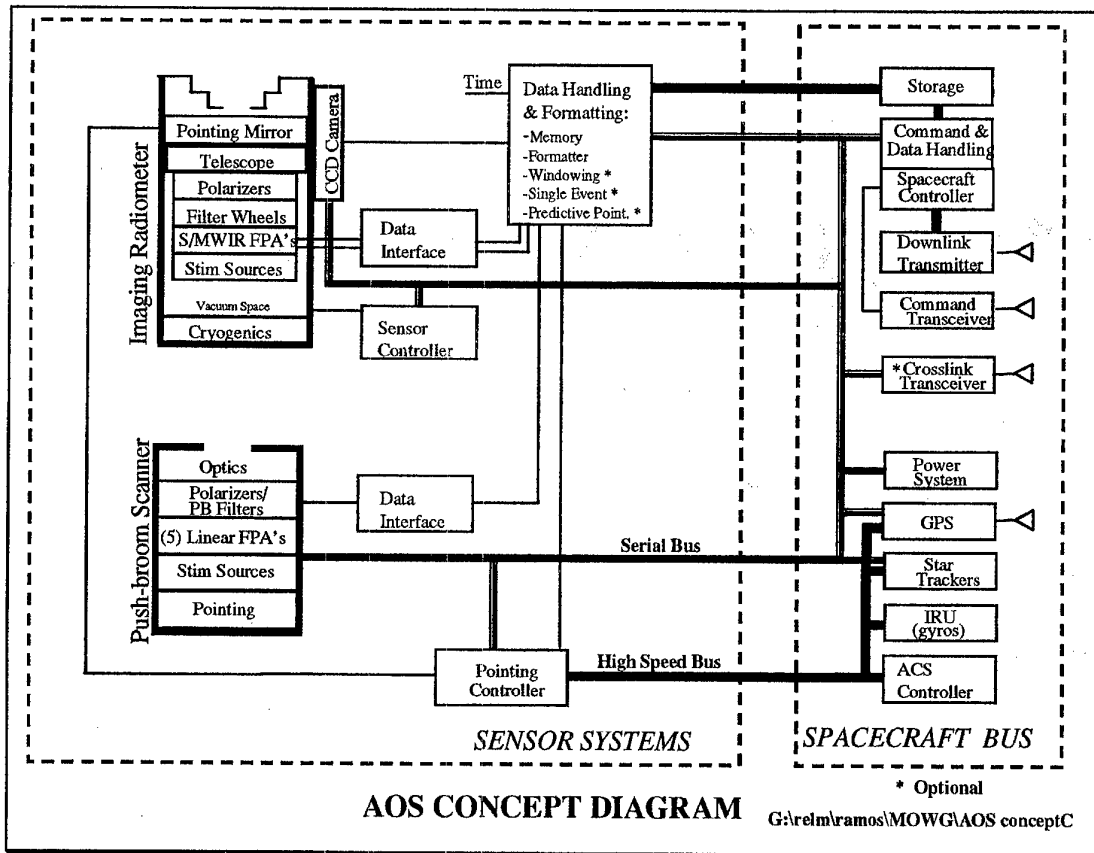 Time
Data Handling
& Formatting:
-Memory
-Formatter
-Windowing *
-Single Event *
-Predictive Point. *
Storage
Command &
Data Handling
Spacecraft
Controller
Downlink
Transmitter
Command
Transceiver
*Crosslink
Transceiver
Power
System
GPS
Star
Trackers
IRU
(gyros)
ACS
Controller
Imaging Radiometer
Pointing Mirror
Telescope
Polarizers
Filter Wheels
S/MWIR FPA's
Stim Sources
Vacuum Space
Cryogenics
CCD Camera
Data
Interface
Sensor
Controller
Push-broom Scanner
Optics
Polarizers/
PB Filters
(5) Linear FPA's
Stim Sources
Pointing
Data
Interface
Serial Bus
High Speed Bus
Pointing
Controller
SENSOR SYSTEMS
SPACECRAFT BUS
* Optional
AOS CONCEPT DIAGRAM
G:\relm\ramos\MOWG\AOS conceptC